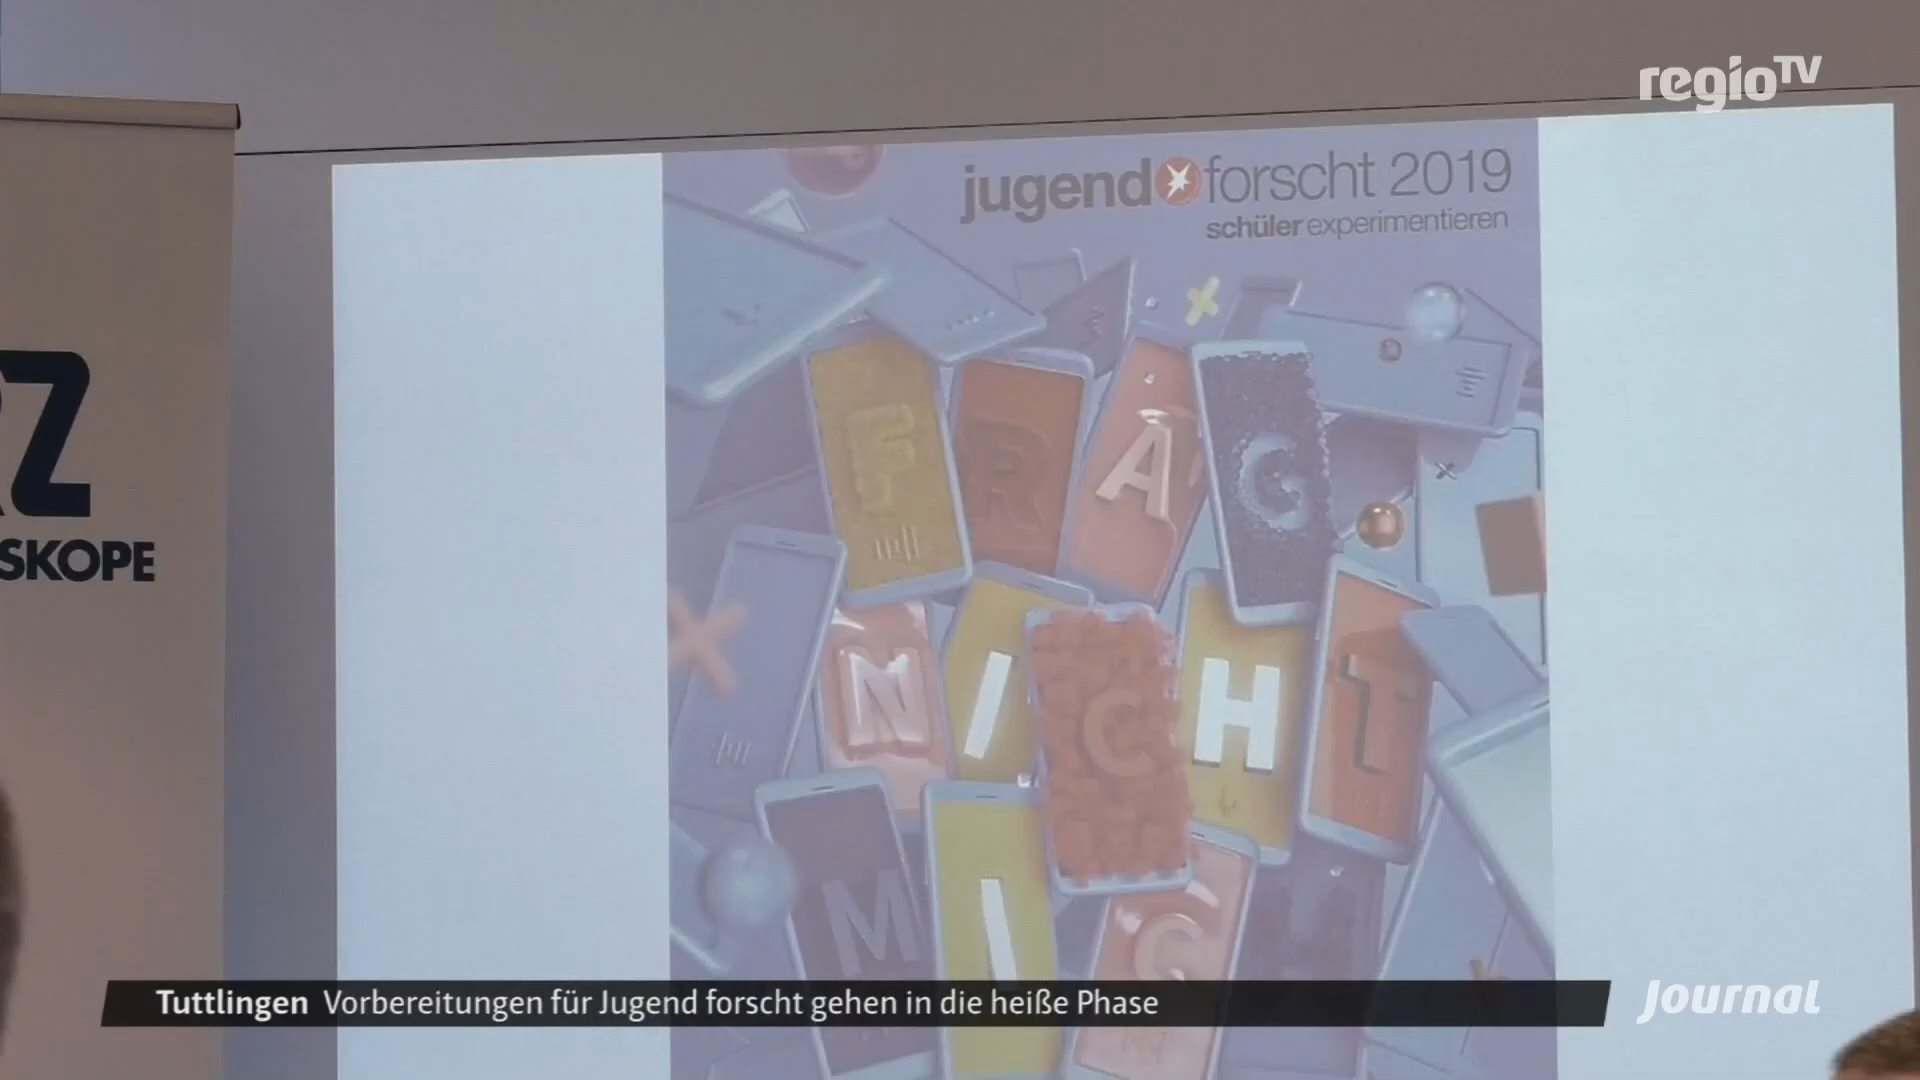 regioTV
jugend forscht 2019
schüler experimentieren
Z
SKOPE
FRAG
NICHT
MICH
Tuttlingen Vorbereitungen für Jugend forscht gehen in die heiße Phase
Journal